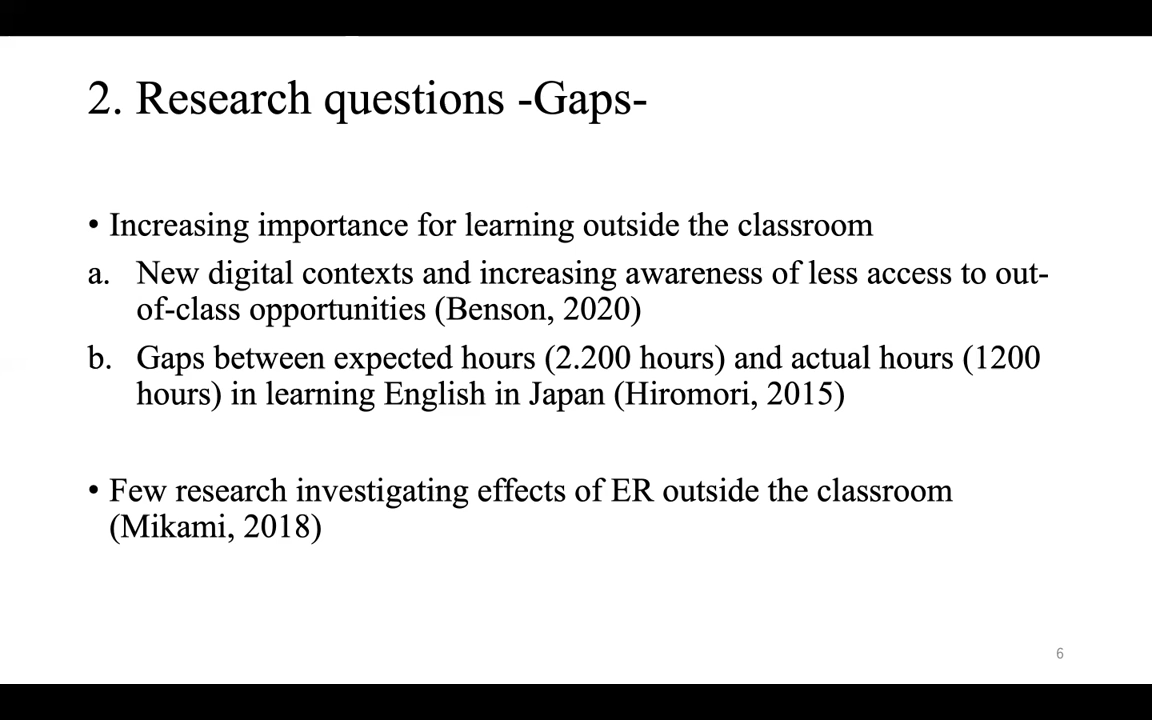 2. Research questions -Gaps-
• Increasing importance for learning outside the classroom
a. New digital contexts and increasing awareness of less access to out-
of-class opportunities (Benson, 2020)
b. Gaps between expected hours (2.200 hours) and actual hours (1200
hours) in learning English in Japan (Hiromori, 2015)
• Few research investigating effects of ER outside the classroom
(Mikami, 2018)
6